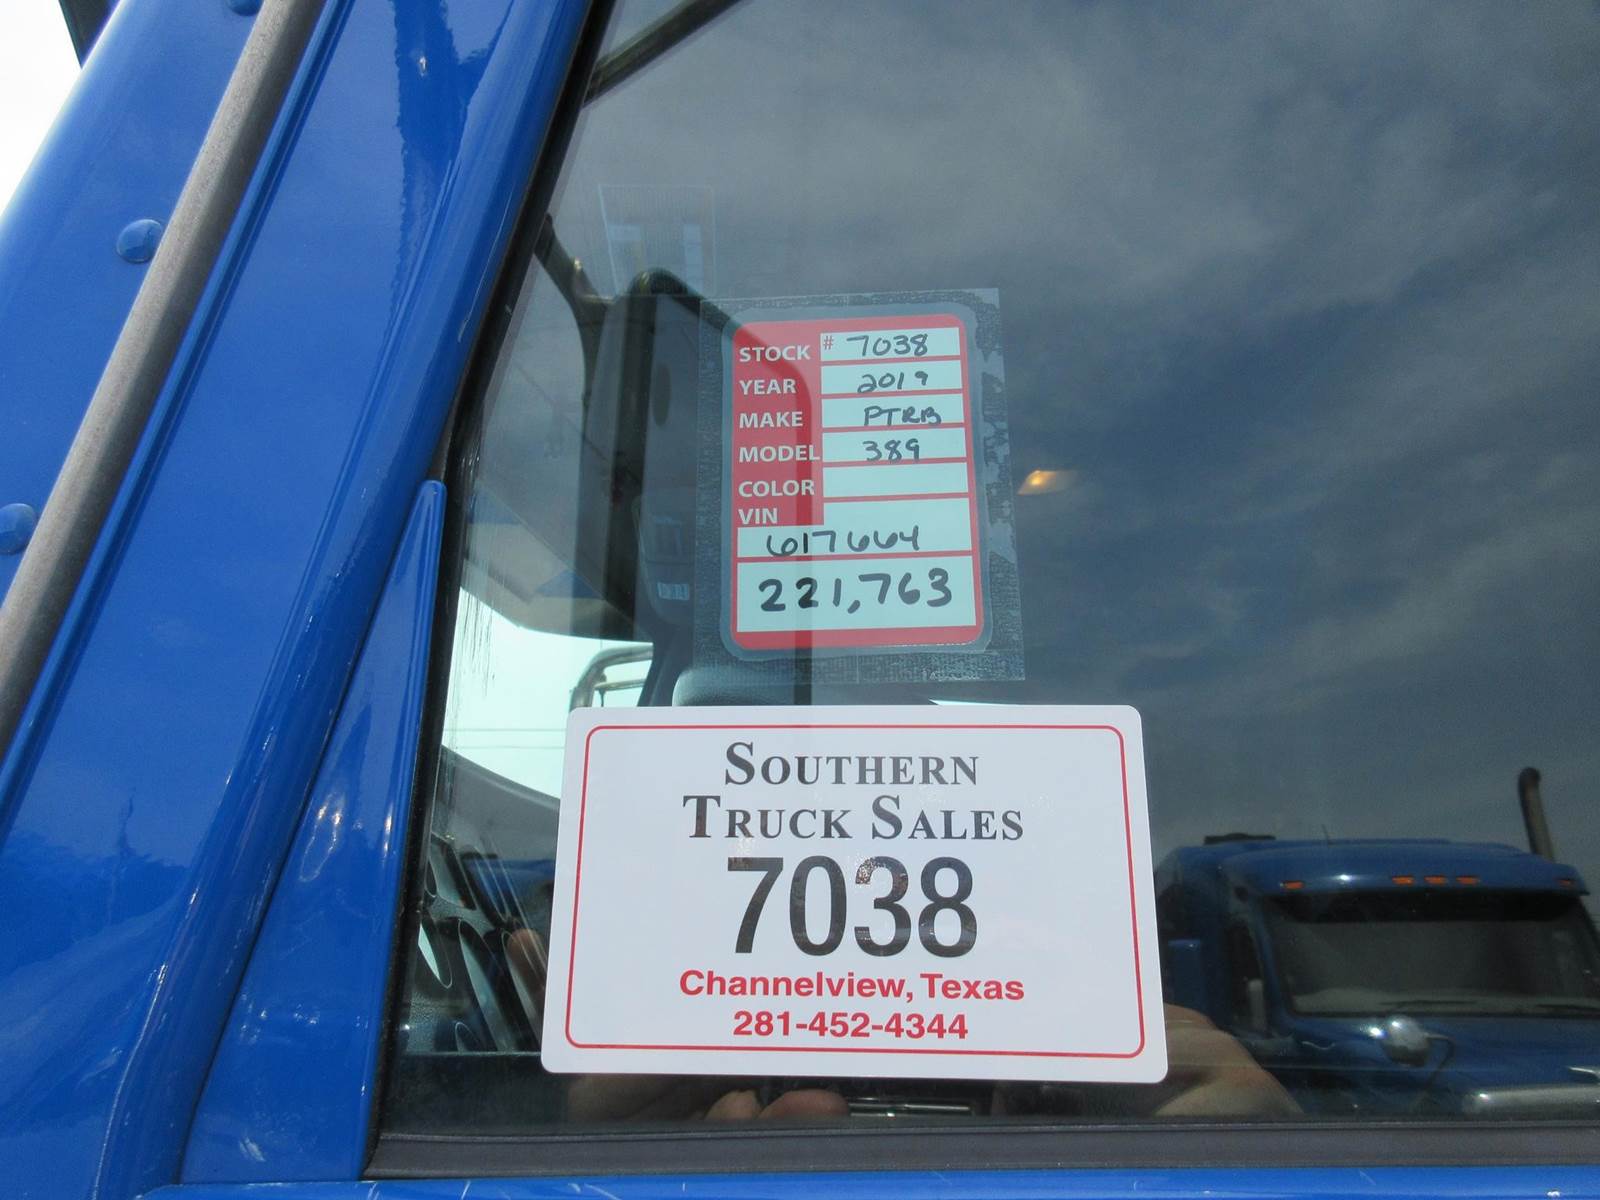 STOCK # 7038
YEAR 2019
MAKE PTRB
MODEL 389
COLOR
VIN
617664
221,763
SOUTHERN
TRUCK SALES
7038
Channelview, Texas
281-452-4344